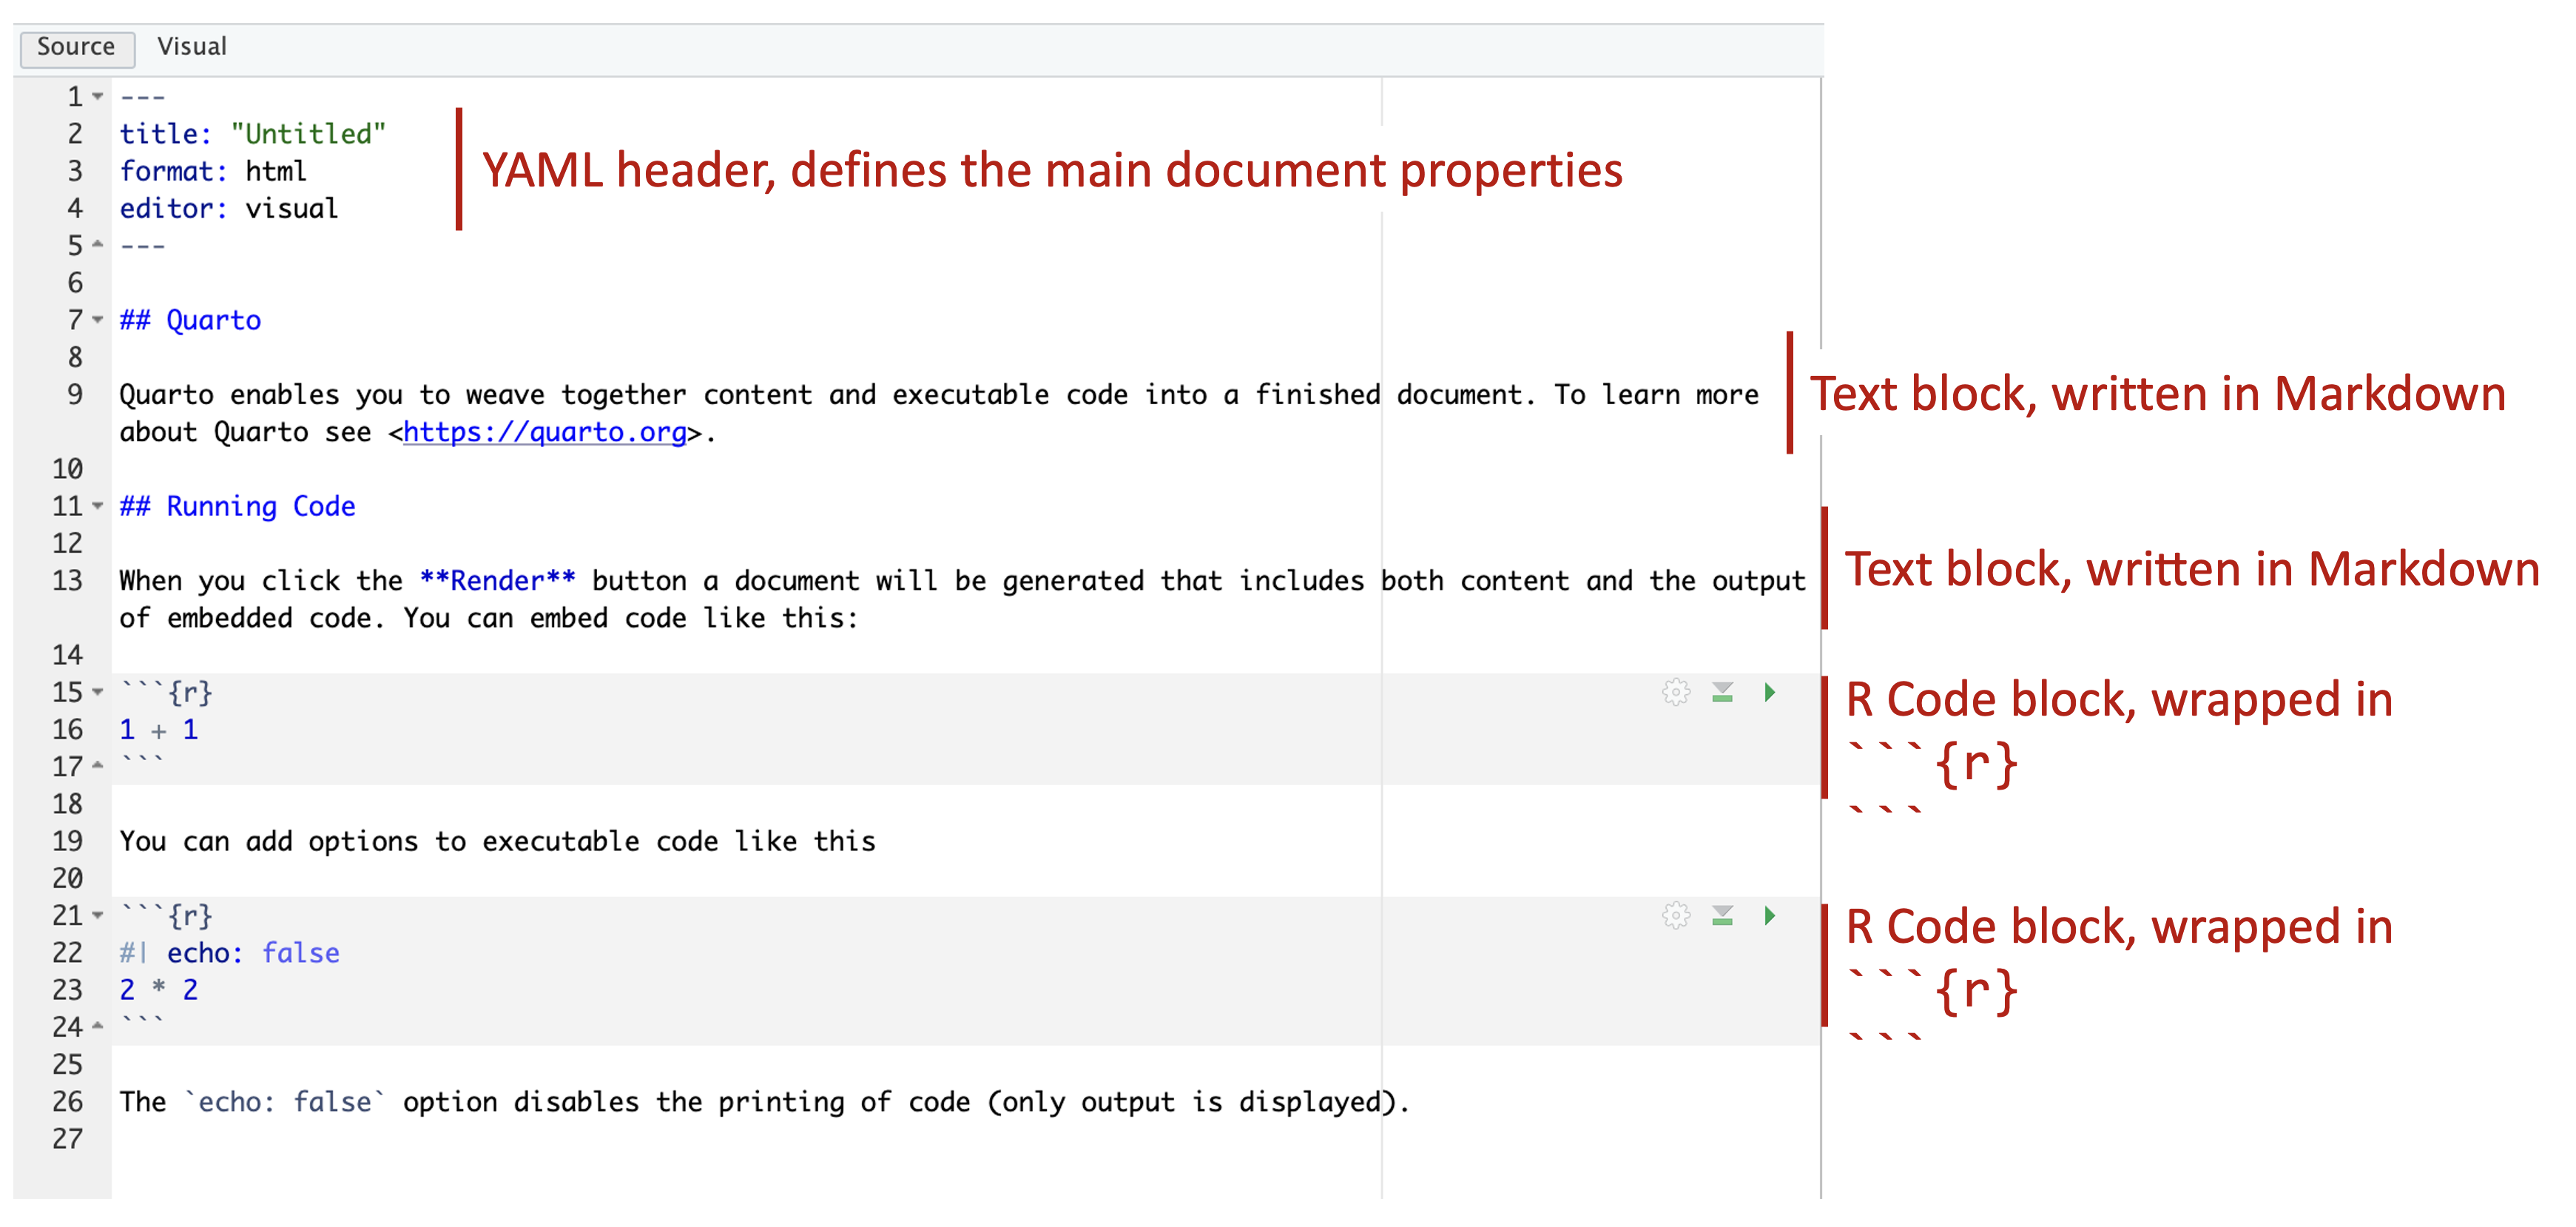 Source Visual
1 ---
2 title: "Untitled"
3 format: html
4 editor: visual
5 ---
YAML header, defines the main document properties
6
7 ## Quarto
8
9 Quarto enables you to weave together content and executable code into a finished document. To learn more
about Quarto see <https://quarto.org>.
Text block, written in Markdown
10
11 ## Running Code
12
13 When you click the **Render** button a document will be generated that includes both content and the output
of embedded code. You can embed code like this:
Text block, written in Markdown
14
15 ```{r}
16 1 + 1
17 ```
R Code block, wrapped in
```{r}
```
18
19 You can add options to executable code like this
20
21 ```{r}
22 #| echo: false
23 2 * 2
24 ```
R Code block, wrapped in
```{r}
```
25
26 The `echo: false` option disables the printing of code (only output is displayed).
27